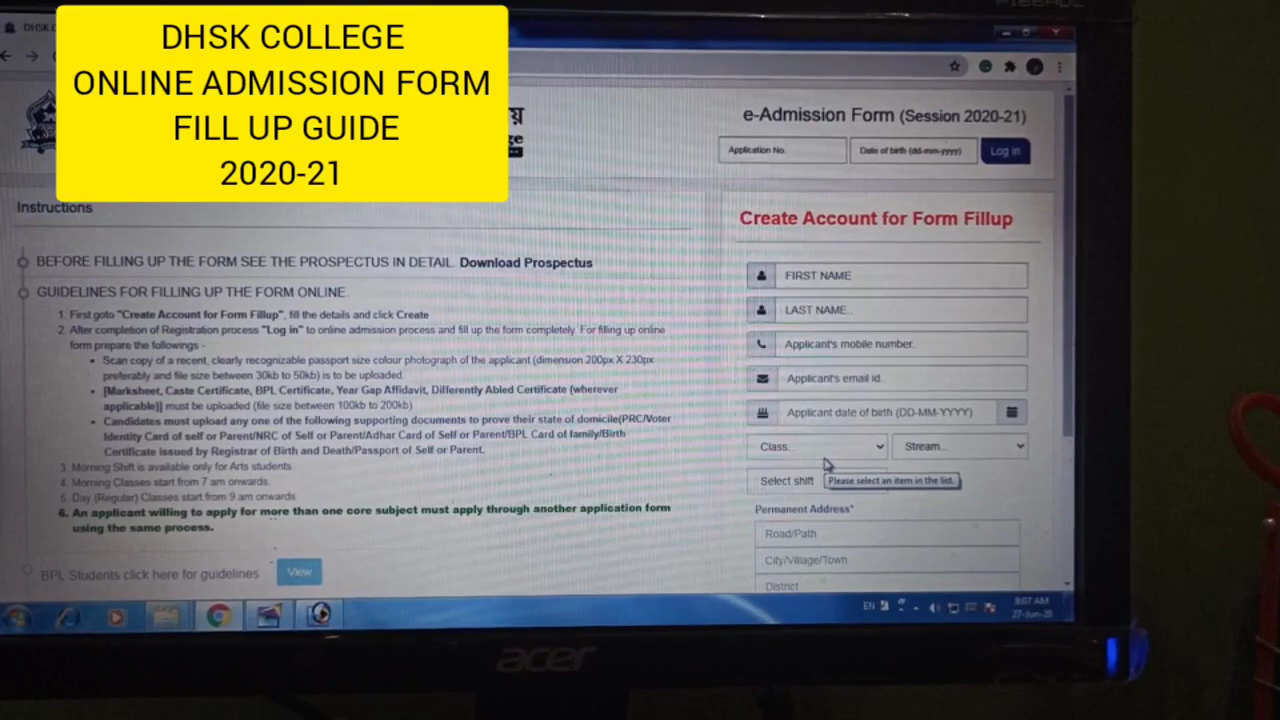 DHSK COLLEGE
ONLINE ADMISSION FORM
FILL UP GUIDE
2020-21
DHSK
e-Admission Form (Session 2020-21)
Application No.
Date of birth (dd-mm-yyyy)
Log in
Instructions
Create Account for Form Fillup
BEFORE FILLING UP THE FORM SEE THE PROSPECTUS IN DETAIL. Download Prospectus
GUIDELINES FOR FILLING UP THE FORM ONLINE
1. First goto "Create Account for Form Fillup", fill the details and click Create
2. After completion of Registration process "Log in" to online admission process and fill up the form completely. For filling up online
form prepare the followings -
Scan copy of a recent, clearly recognizable passport size colour photograph of the applicant (dimension 200px X 230px
preferably and file size between 30kb to 50kb) is to be uploaded.
[Marksheet, Caste Certificate, BPL Certificate, Year Gap Affidavit, Differently Abled Certificate (wherever
applicable)] must be uploaded (file size between 100kb to 200kb)
Candidates must upload any one of the following supporting documents to prove their state of domicile(PRC/Voter
Identity Card of self or Parent/NRC of Self or Parent/Adhar Card of Self or Parent/BPL Card of family/Birth
Certificate issued by Registrar of Birth and Death/Passport of Self or Parent.
3. Morning Shift is available only for Arts students
4. Morning Classes start from 7 am onwards.
5. Day (Regular) Classes start from 9 am onwards.
6. An applicant willing to apply for more than one core subject must apply through another application form
using the same process.
BPL Students click here for guidelines
View
FIRST NAME
LAST NAME..
Applicant's mobile number..
Applicant's email id..
Applicant date of birth (DD-MM-YYYY)
Class...
Stream...
Select shift
Please select an item in the list.
Permanent Address*
Road/Path
City/Village/Town
District
EN
8:07 AM
27-Jun-20
acer